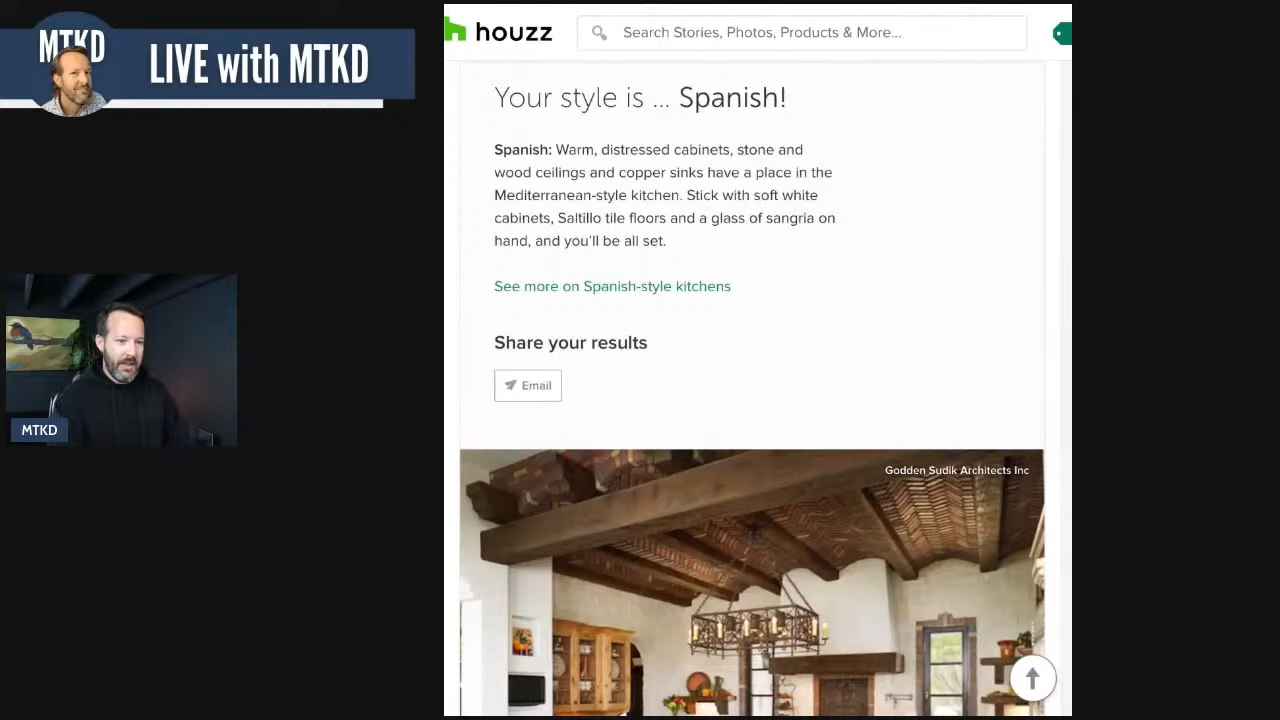 MTKD
LIVE with MTKD
houzz
Search Stories, Photos, Products & More...
Your style is ... Spanish!
Spanish: Warm, distressed cabinets, stone and
wood ceilings and copper sinks have a place in the
Mediterranean-style kitchen. Stick with soft white
cabinets, Saltillo tile floors and a glass of sangria on
hand, and you'll be all set.
See more on Spanish-style kitchens
Share your results
Email
MTKD
Godden Sudik Architects Inc